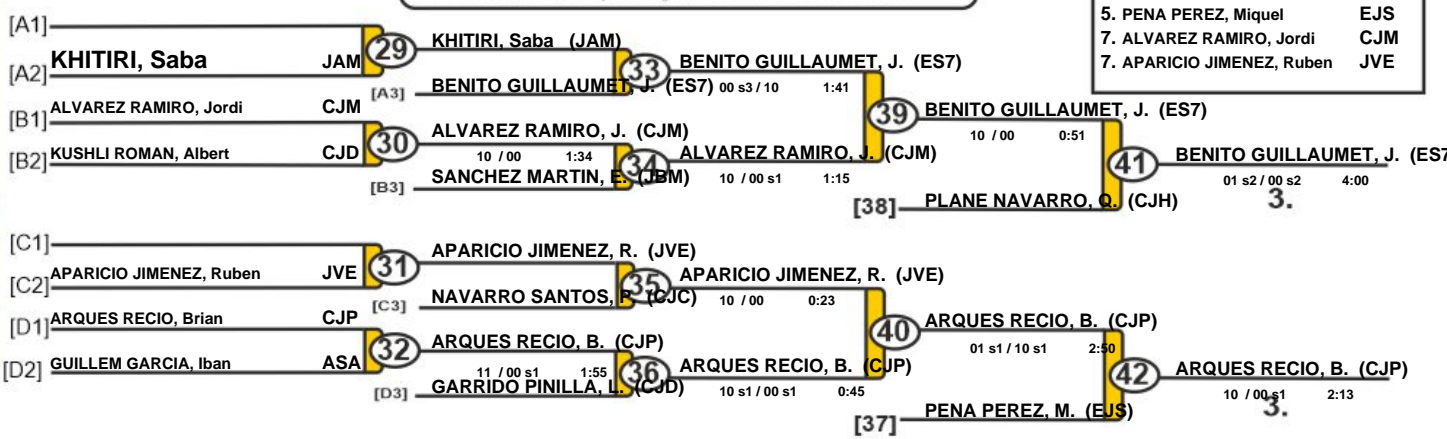 5. PENA PEREZ, Miquel EJS
7. ALVAREZ RAMIRO, Jordi CJM
7. APARICIO JIMENEZ, Ruben JVE
[A1]
[A2] KHITIRI, Saba JAM
29
KHITIRI, Saba (JAM)
[A3] BENITO GUILLAUMET, J. (ES7)
33
BENITO GUILLAUMET, J. (ES7)
00 s3 / 10 1:41
[B1] ALVAREZ RAMIRO, Jordi CJM
[B2] KUSHLI ROMAN, Albert CJD
30
ALVAREZ RAMIRO, J. (CJM)
10 / 00 1:34
[B3] SANCHEZ MARTIN, E. (JBM)
34
ALVAREZ RAMIRO, J. (CJM)
10 / 00 s1 1:15
39
BENITO GUILLAUMET, J. (ES7)
10 / 00 0:51
[38] PLANE NAVARRO, Q. (CJH)
41
BENITO GUILLAUMET, J. (ES7
01 s2 / 00 s2 4:00
3.
[C1]
[C2] APARICIO JIMENEZ, Ruben JVE
31
APARICIO JIMENEZ, R. (JVE)
[C3] NAVARRO SANTOS, P. (CJC)
35
APARICIO JIMENEZ, R. (JVE)
10 / 00 0:23
[D1] ARQUES RECIO, Brian CJP
[D2] GUILLEM GARCIA, Iban ASA
32
ARQUES RECIO, B. (CJP)
11 / 00 s1 1:55
[D3] GARRIDO PINILLA, L. (CJD)
36
ARQUES RECIO, B. (CJP)
10 s1 / 00 s1 0:45
40
ARQUES RECIO, B. (CJP)
01 s1 / 10 s1 2:50
[37] PENA PEREZ, M. (EJS)
42
ARQUES RECIO, B. (CJP)
10 / 00 s1 2:13
3.